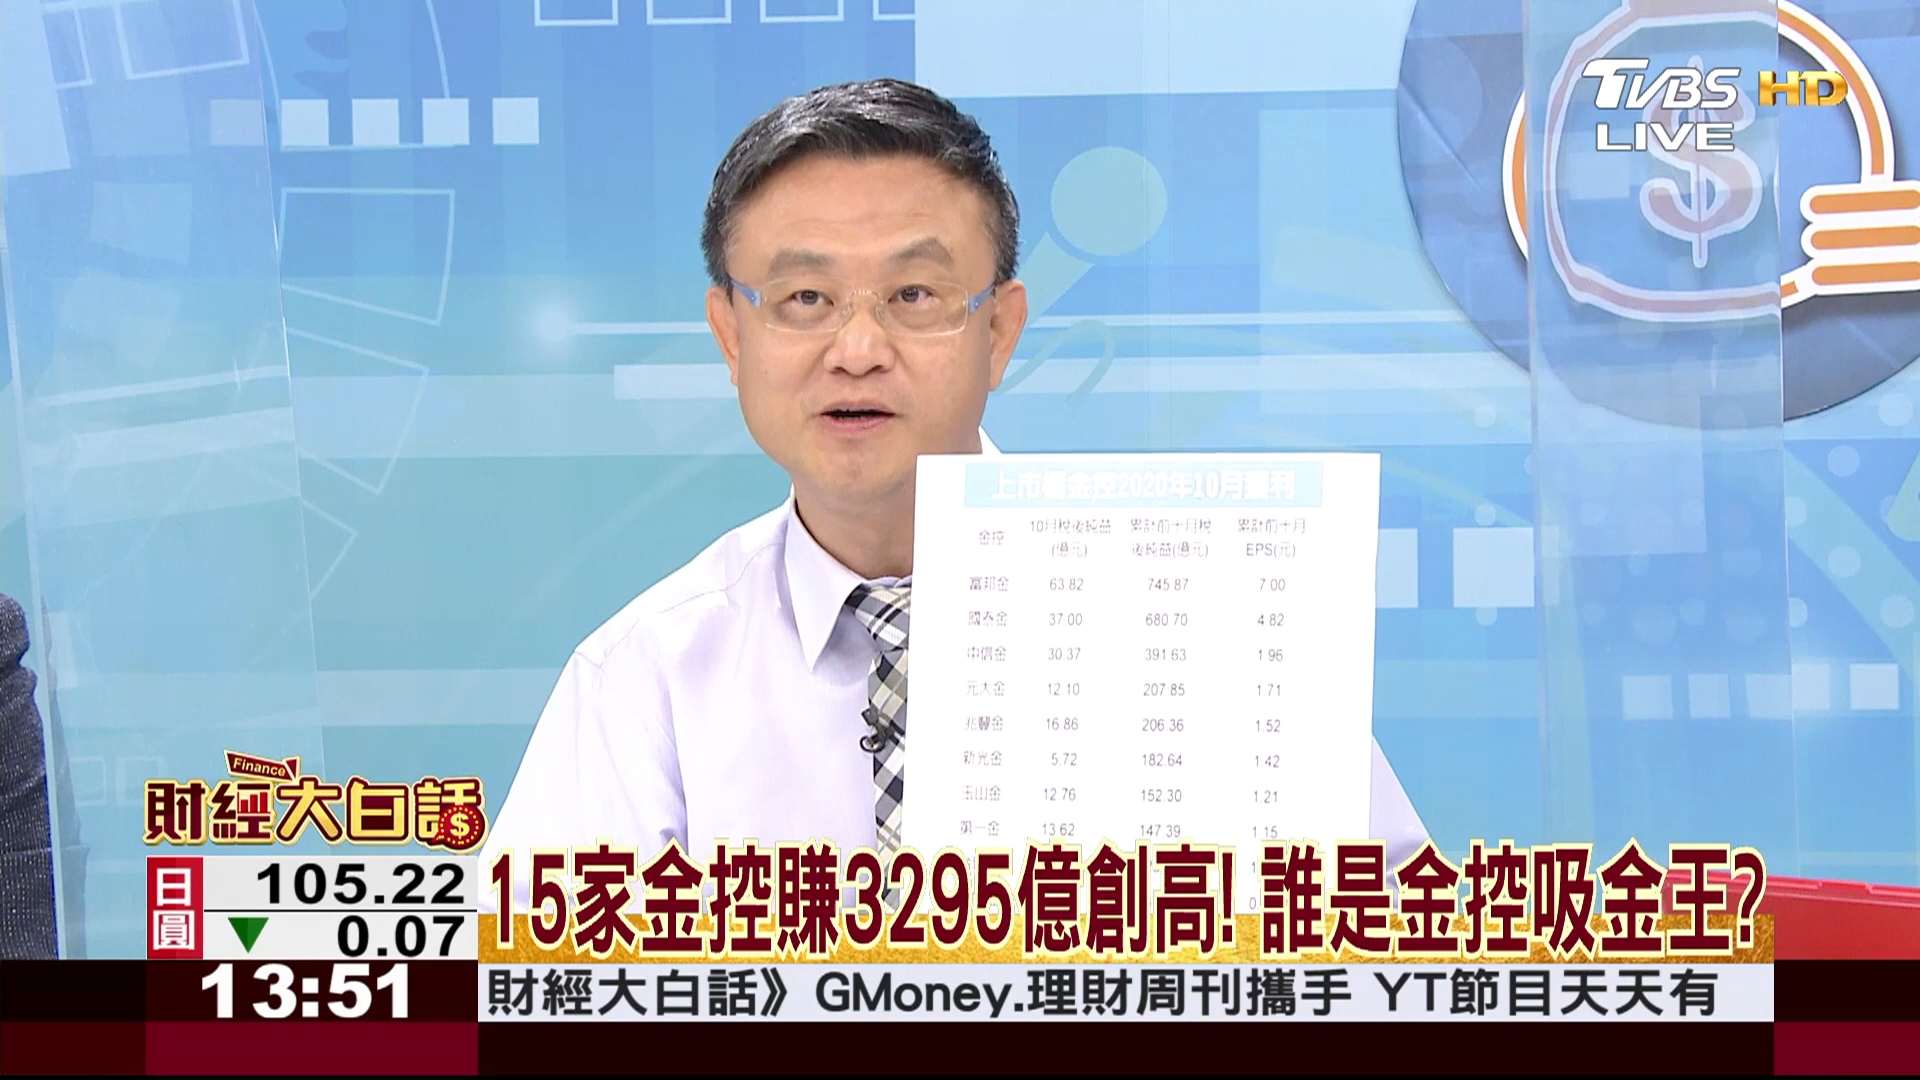 TVBS HD
LIVE
上市櫃金控2020年10月獲利
金控 10月稅後純益(億元) 累計前十月稅後純益(億元) 累計前十月EPS(元)
富邦金 63.82 745.87 7.00
國泰金 37.00 680.70 4.82
中信金 30.37 391.63 1.96
元大金 12.10 207.85 1.71
兆豐金 16.86 206.36 1.52
新光金 5.72 182.64 1.42
玉山金 12.76 152.30 1.21
第一金 13.62 147.39 1.15
Finance
財經大白話
日圓 105.22
▼ 0.07
13:51
15家金控賺3295億創高!誰是金控吸金王?
財經大白話》GMoney.理財周刊攜手 YT節目天天有